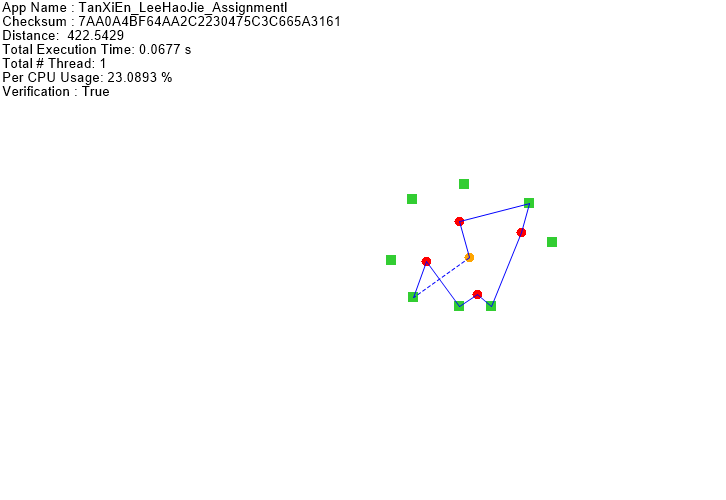 App Name : TanXiEn_LeeHaoJie_AssignmentI
Checksum : 7AA0A4BF64AA2C2230475C3C665A3161
Distance:  422.5429
Total Execution Time: 0.0677 s
Total # Thread: 1
Per CPU Usage: 23.0893 %
Verification : True